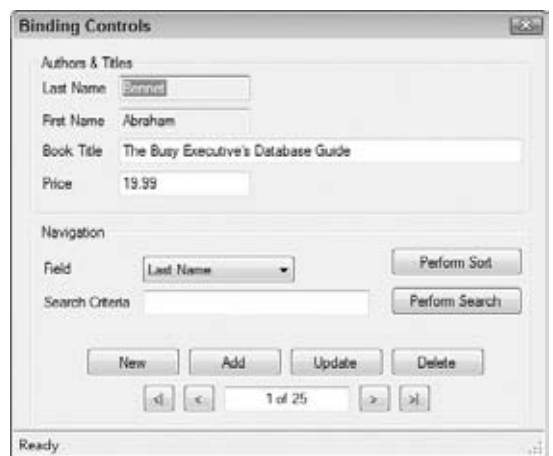 Binding Controls
Authors & Titles
Last Name Bennet
First Name Abraham
Book Title The Busy Executive's Database Guide
Price 19.99
Navigation
Field Last Name Perform Sort
Search Criteria Perform Search
New Add Update Delete
|< < 1 of 25 > >|
Ready